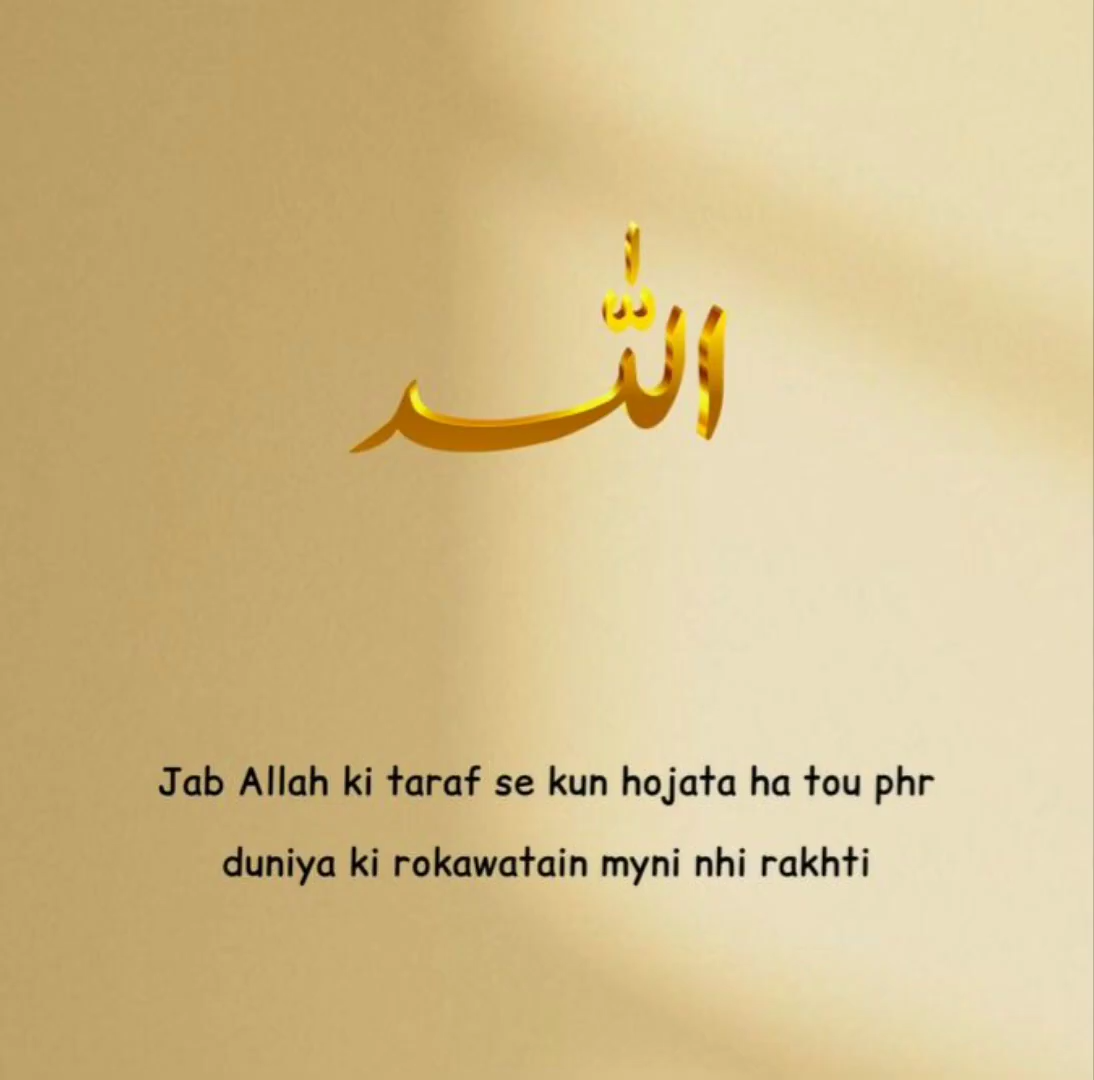 الله
Jab Allah ki taraf se kun hojata ha tou phr
duniya ki rokawatain myni nhi rakhti